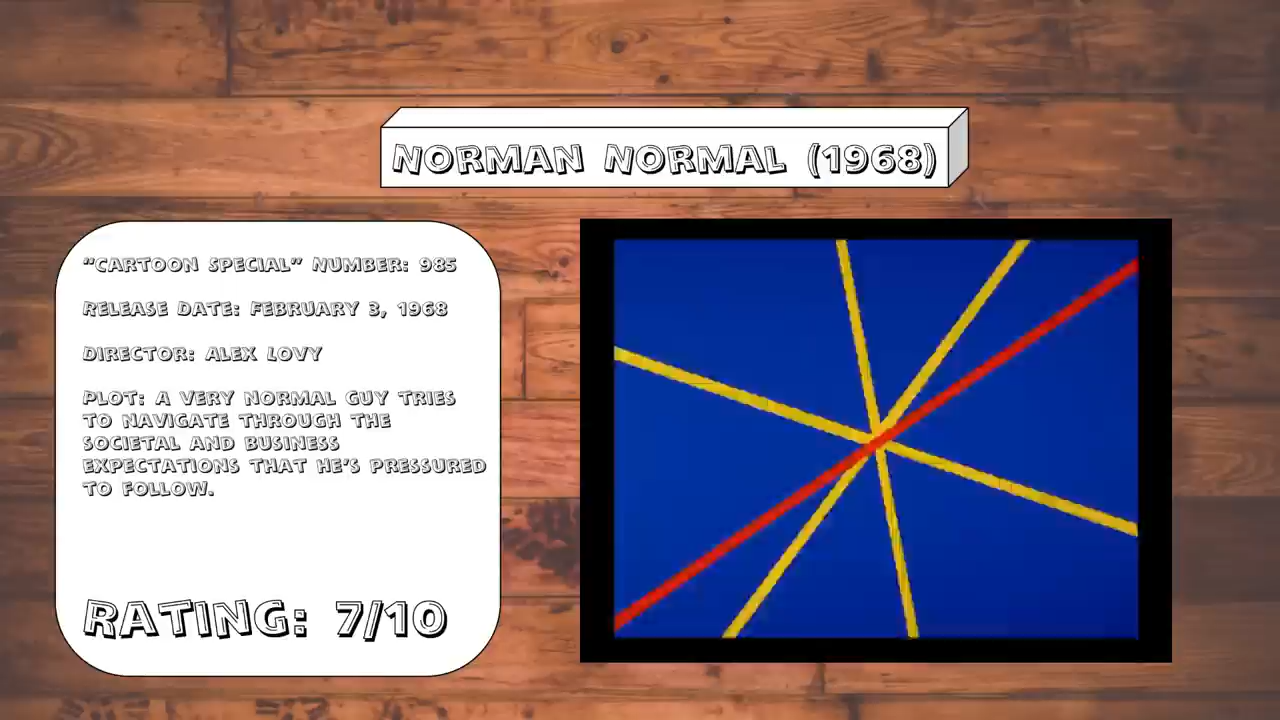 NORMAN NORMAL (1968)
"CARTOON SPECIAL" NUMBER: 985
RELEASE DATE: FEBRUARY 3, 1968
DIRECTOR: ALEX LOVY
PLOT: A VERY NORMAL GUY TRIES
TO NAVIGATE THROUGH THE
SOCIETAL AND BUSINESS
EXPECTATIONS THAT HE'S PRESSURED
TO FOLLOW.
RATING: 7/10